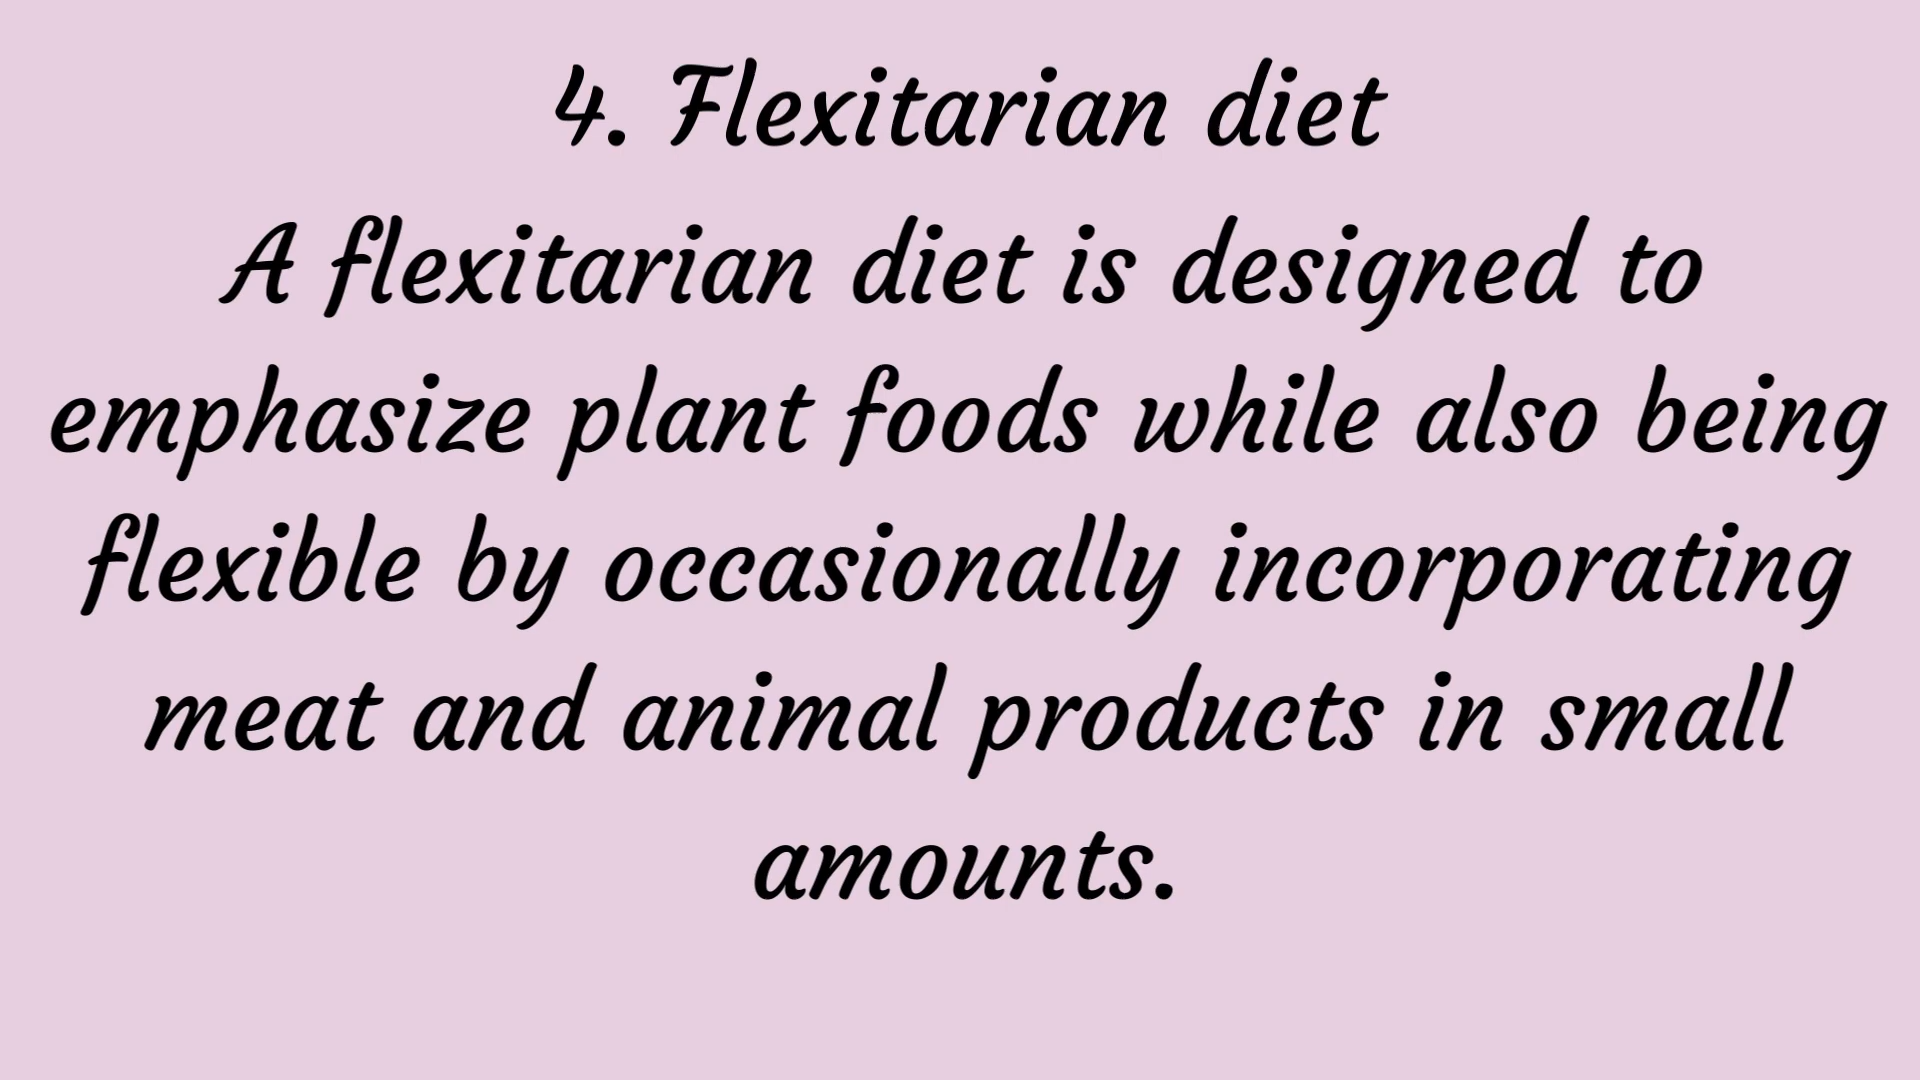 4. Flexitarian diet
A flexitarian diet is designed to
emphasize plant foods while also being
flexible by occasionally incorporating
meat and animal products in small
amounts.